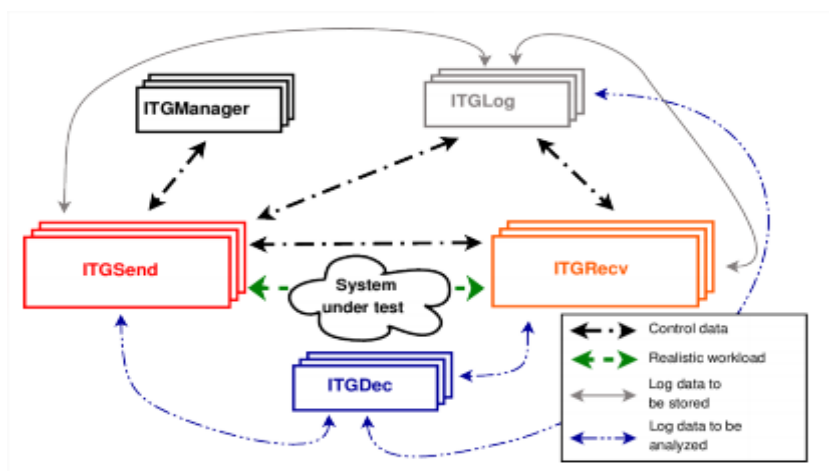 ITGManager
ITGLog
ITGSend
ITGRecv
System
under test
ITGDec
Control data
Realistic workload
Log data to
be stored
Log data to be
analyzed